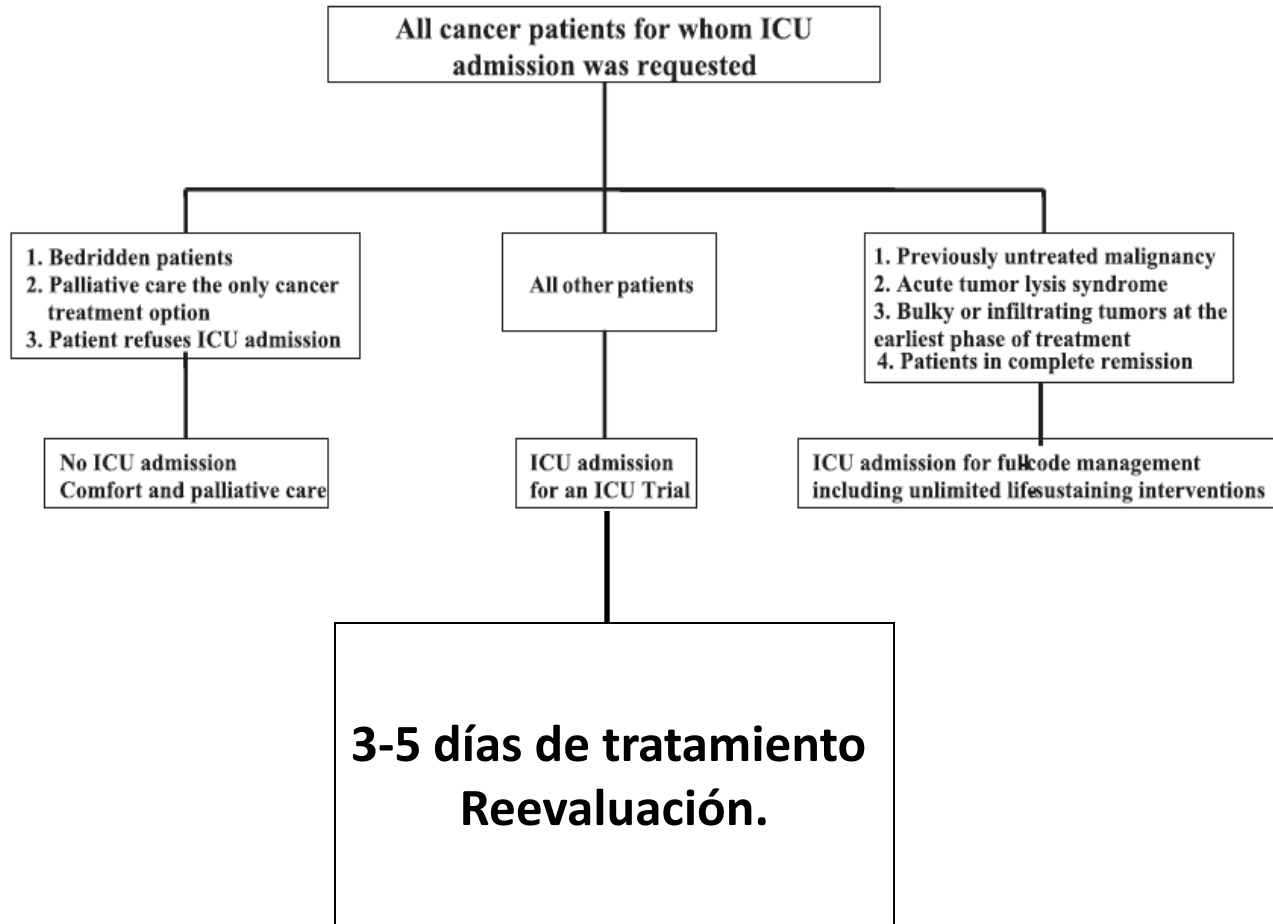 All cancer patients for whom ICU
admission was requested
1. Bedridden patients
2. Palliative care the only cancer
treatment option
3. Patient refuses ICU admission
All other patients
1. Previously untreated malignancy
2. Acute tumor lysis syndrome
3. Bulky or infiltrating tumors at the
earliest phase of treatment
4. Patients in complete remission
No ICU admission
Comfort and palliative care
ICU admission
for an ICU Trial
ICU admission for full-code management
including unlimited life-sustaining interventions
3-5 días de tratamiento
Reevaluación.